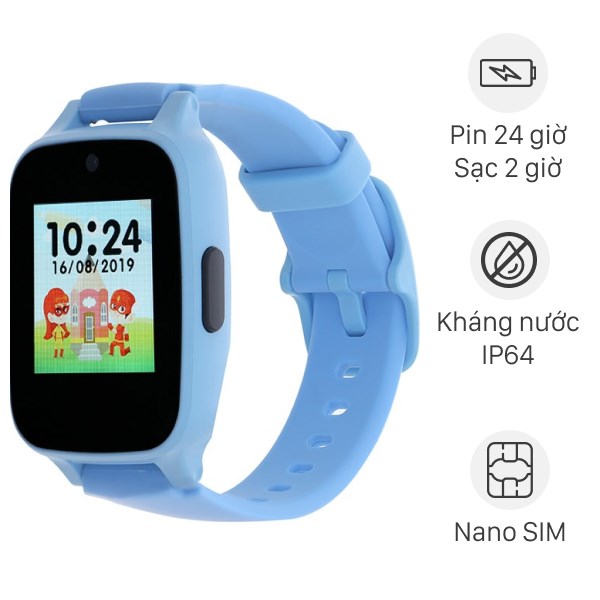 10:24
16/08/2019
Pin 24 giờ
Sạc 2 giờ
Kháng nước
IP64
Nano SIM